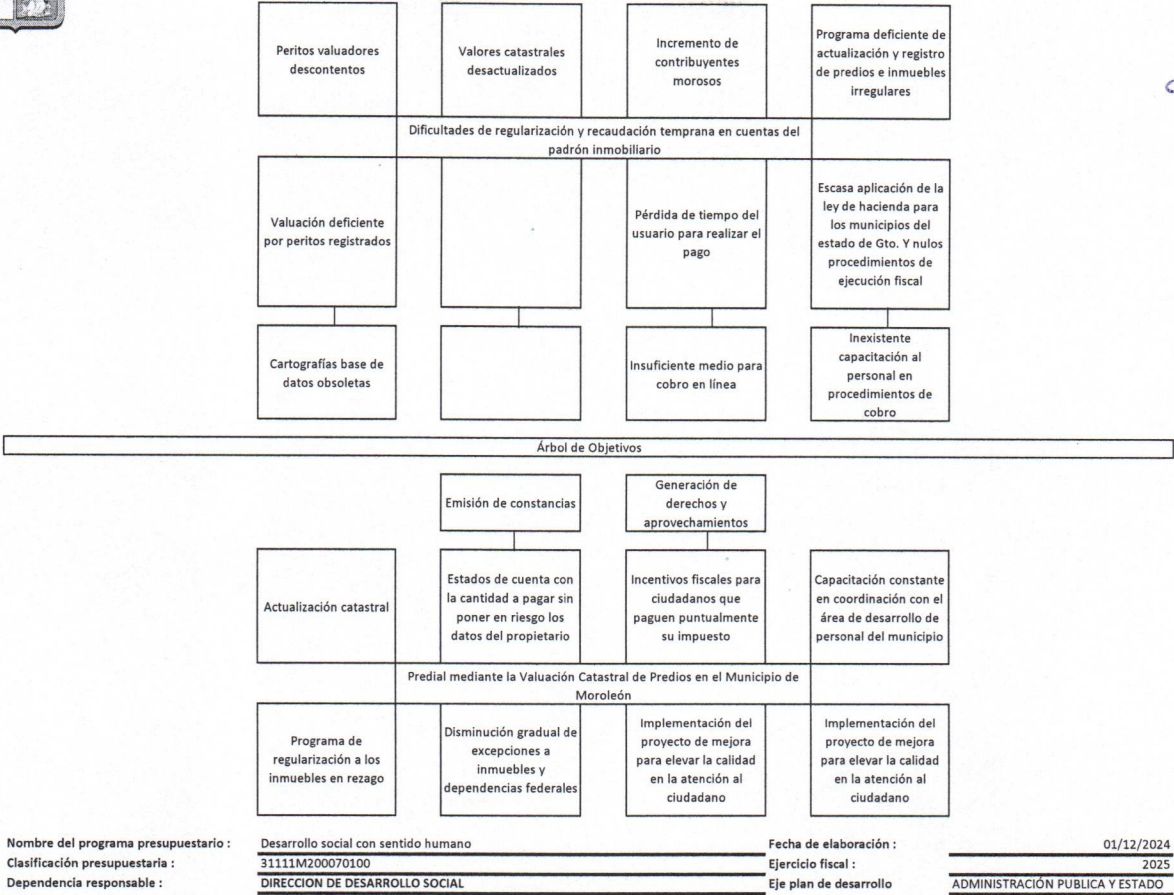 Peritos valuadores
descontentos
Valores catastrales
desactualizados
Incremento de
contribuyentes
morosos
Programa deficiente de
actualización y registro
de predios e inmuebles
irregulares
Dificultades de regularización y recaudación temprana en cuentas del
padrón inmobiliario
Valuación deficiente
por peritos registrados
Pérdida de tiempo del
usuario para realizar el
pago
Escasa aplicación de la
ley de hacienda para
los municipios del
estado de Gto. Y nulos
procedimientos de
ejecución fiscal
Cartografías base de
datos obsoletas
Insuficiente medio para
cobro en línea
Inexistente
capacitación al
personal en
procedimientos de
cobro
Árbol de Objetivos
Emisión de constancias
Generación de
derechos y
aprovechamientos
Actualización catastral
Estados de cuenta con
la cantidad a pagar sin
poner en riesgo los
datos del propietario
Incentivos fiscales para
ciudadanos que
paguen puntualmente
su impuesto
Capacitación constante
en coordinación con el
área de desarrollo de
personal del municipio
Predial mediante la Valuación Catastral de Predios en el Municipio de
Moroleón
Programa de
regularización a los
inmuebles en rezago
Disminución gradual de
excepciones a
inmuebles y
dependencias federales
Implementación del
proyecto de mejora
para elevar la calidad
en la atención al
ciudadano
Implementación del
proyecto de mejora
para elevar la calidad
en la atención al
ciudadano
Nombre del programa presupuestario : Desarrollo social con sentido humano Fecha de elaboración : 01/12/2024
Clasificación presupuestaria : 31111M200070100 Ejercicio fiscal : 2025
Dependencia responsable : DIRECCION DE DESARROLLO SOCIAL Eje plan de desarrollo ADMINISTRACIÓN PUBLICA Y ESTADO